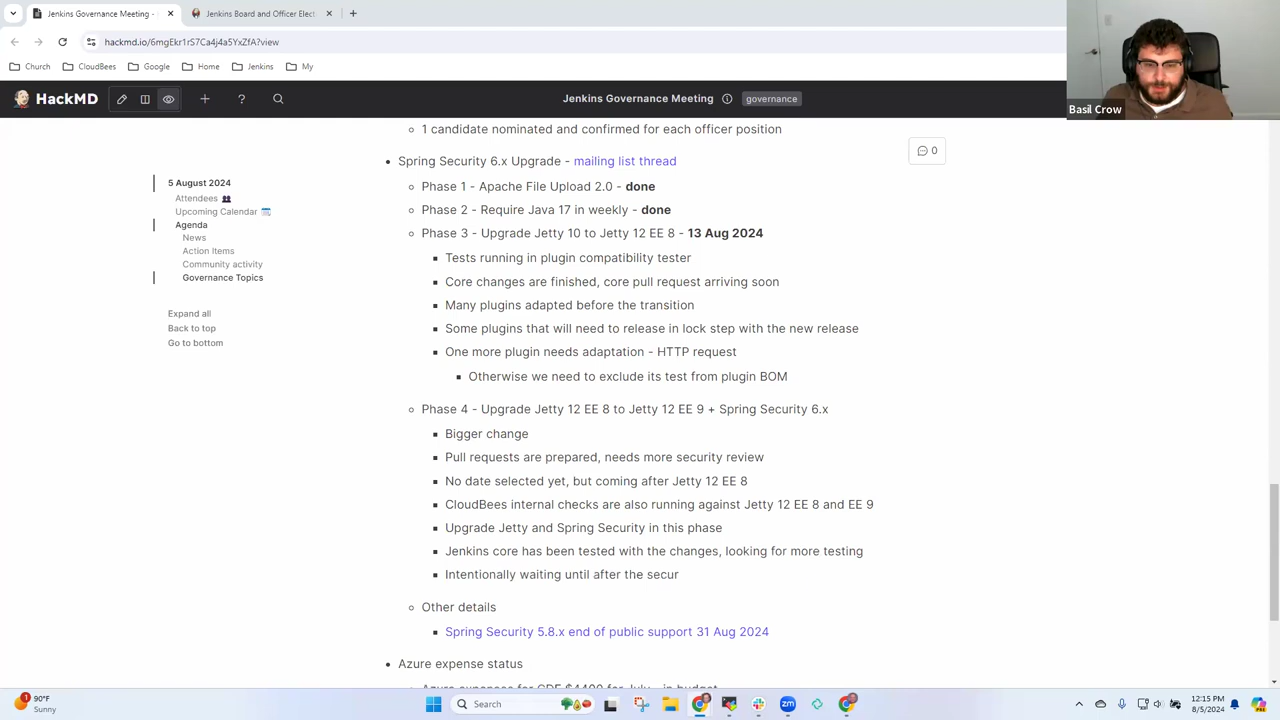 Jenkins Governance Meeting -
Jenkins Board and Officer Elect
hackmd.io/6mgEkr1rS7Ca4j4a5YxZfA?view
Church
CloudBees
Google
Home
Jenkins
My
HackMD
Jenkins Governance Meeting
governance
Basil Crow
0
5 August 2024
Attendees
Upcoming Calendar
Agenda
News
Action Items
Community activity
Governance Topics
Expand all
Back to top
Go to bottom
1 candidate nominated and confirmed for each officer position
Spring Security 6.x Upgrade - mailing list thread
Phase 1 - Apache File Upload 2.0 - done
Phase 2 - Require Java 17 in weekly - done
Phase 3 - Upgrade Jetty 10 to Jetty 12 EE 8 - 13 Aug 2024
Tests running in plugin compatibility tester
Core changes are finished, core pull request arriving soon
Many plugins adapted before the transition
Some plugins that will need to release in lock step with the new release
One more plugin needs adaptation - HTTP request
Otherwise we need to exclude its test from plugin BOM
Phase 4 - Upgrade Jetty 12 EE 8 to Jetty 12 EE 9 + Spring Security 6.x
Bigger change
Pull requests are prepared, needs more security review
No date selected yet, but coming after Jetty 12 EE 8
CloudBees internal checks are also running against Jetty 12 EE 8 and EE 9
Upgrade Jetty and Spring Security in this phase
Jenkins core has been tested with the changes, looking for more testing
Intentionally waiting until after the secur
Other details
Spring Security 5.8.x end of public support 31 Aug 2024
Azure expense status
Azure expenses for CDF $4400 for July - in budget
1
90°F
Sunny
Search
12:15 PM
8/5/2024